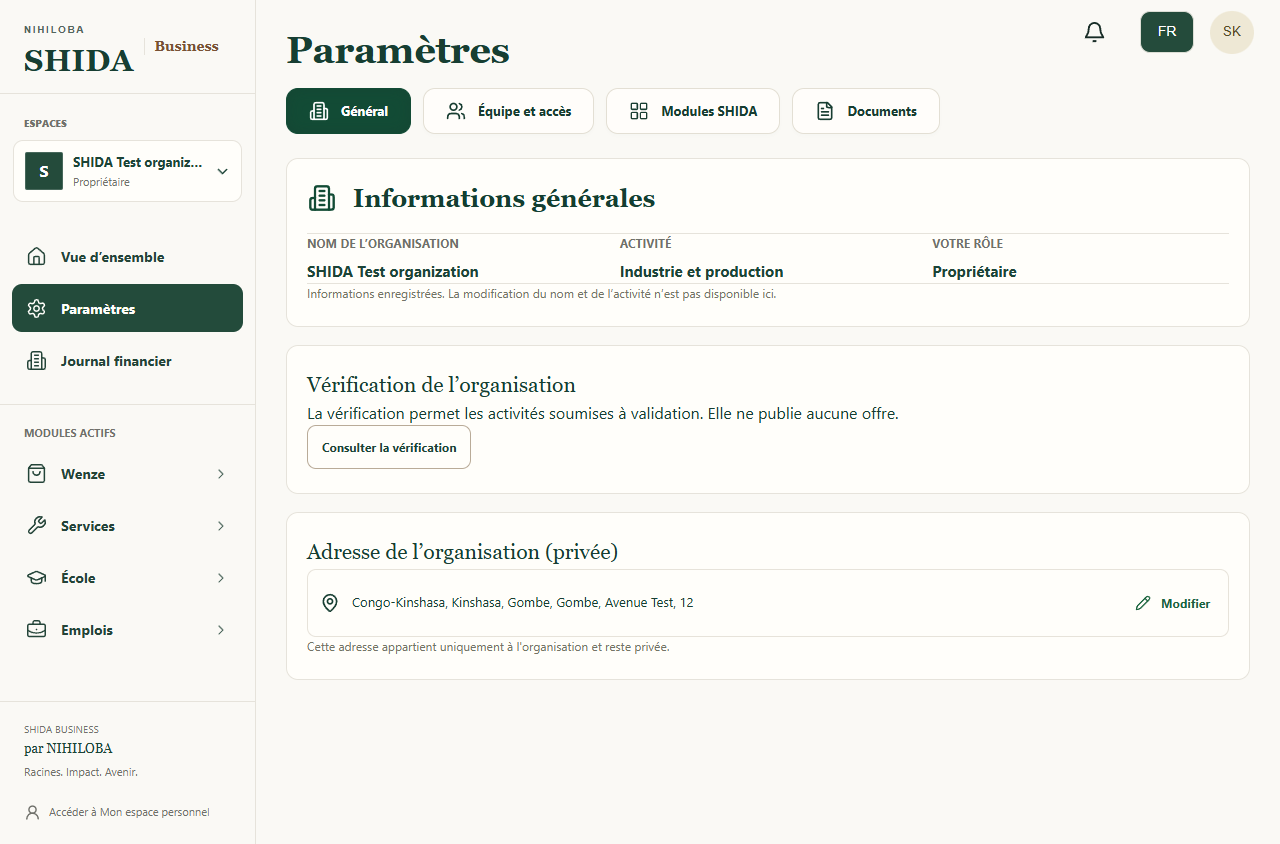 NIHILOBA
SHIDA
Business
ESPACES
S
SHIDA Test organiz...
Propriétaire
Vue d’ensemble
Paramètres
Journal financier
MODULES ACTIFS
Wenze
Services
École
Emplois
SHIDA BUSINESS
par NIHILOBA
Racines. Impact. Avenir.
Accéder à Mon espace personnel
Paramètres
FR
SK
Général
Équipe et accès
Modules SHIDA
Documents
Informations générales
NOM DE L’ORGANISATION
ACTIVITÉ
VOTRE RÔLE
SHIDA Test organization
Industrie et production
Propriétaire
Informations enregistrées. La modification du nom et de l’activité n’est pas disponible ici.
Vérification de l’organisation
La vérification permet les activités soumises à validation. Elle ne publie aucune offre.
Consulter la vérification
Adresse de l’organisation (privée)
Congo-Kinshasa, Kinshasa, Gombe, Gombe, Avenue Test, 12
Modifier
Cette adresse appartient uniquement à l’organisation et reste privée.